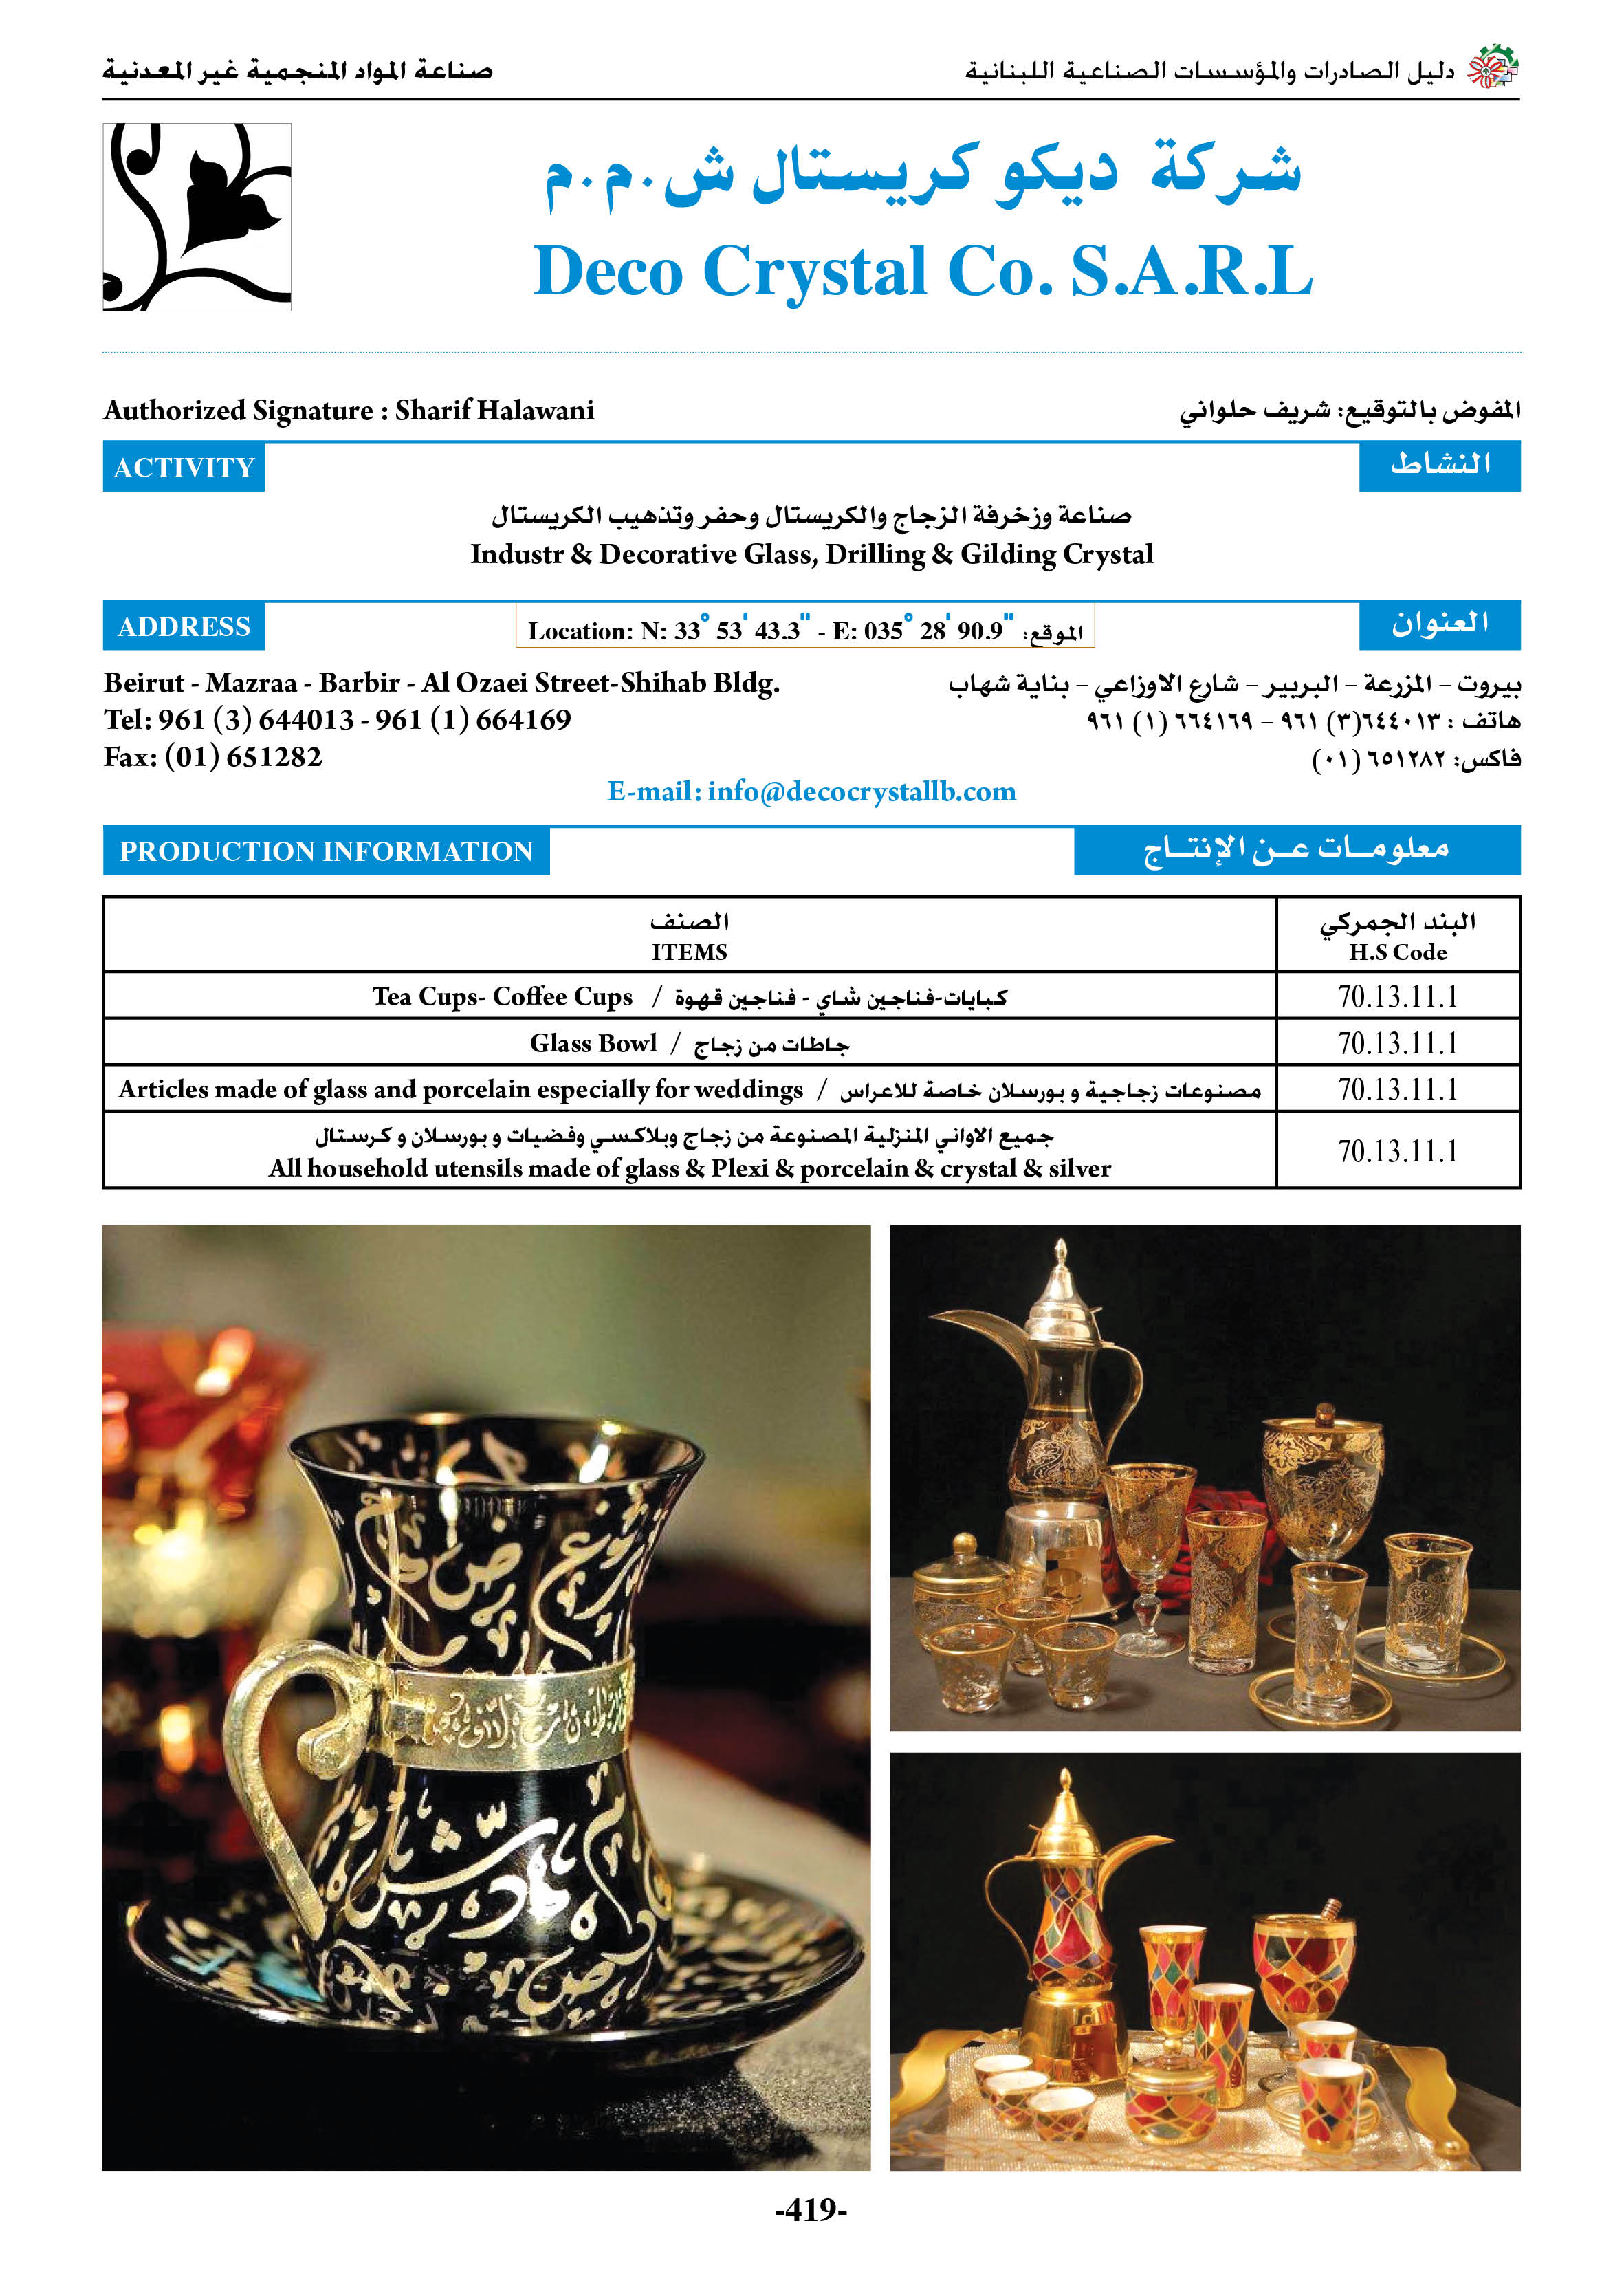 دليل الصادرات والمؤسسات الصناعية اللبنانية
صناعة المواد المنجمية غير المعدنية
شركة ديكو كريستال ش.م.م
Deco Crystal Co. S.A.R.L
Authorized Signature : Sharif Halawani
المفوض بالتوقيع: شريف حلواني
ACTIVITY
النشاط
صناعة وزخرفة الزجاج والكريستال وحفر وتذهيب الكريستال
Industr & Decorative Glass, Drilling & Gilding Crystal
ADDRESS
Location: N: 33° 53' 43.3" - E: 035° 28' 90.9" :الموقع
العنوان
Beirut - Mazraa - Barbir - Al Ozaei Street-Shihab Bldg.
بيروت – المزرعة – البربير – شارع الاوزاعي – بناية شهاب
Tel: 961 (3) 644013 - 961 (1) 664169
هاتف : ٦٤٤٠١٣(٣) ٩٦١ – ٦٦٤١٦٩ (١) ٩٦١
Fax: (01) 651282
فاكس: ٦٥١٢٨٢ (٠١)
E-mail: info@decocrystallb.com
PRODUCTION INFORMATION
معلومـات عـن الإنتـاج
الصنف
ITEMS
البند الجمركي
H.S Code
Tea Cups- Coffee Cups / كبايات-فناجين شاي - فناجين قهوة
70.13.11.1
Glass Bowl / جاطات من زجاج
70.13.11.1
Articles made of glass and porcelain especially for weddings / مصنوعات زجاجية و بورسلان خاصة للاعراس
70.13.11.1
جميع الاواني المنزلية المصنوعة من زجاج وبلاكسي وفضيات و بورسلان و كرستال
All household utensils made of glass & Plexi & porcelain & crystal & silver
70.13.11.1
-419-